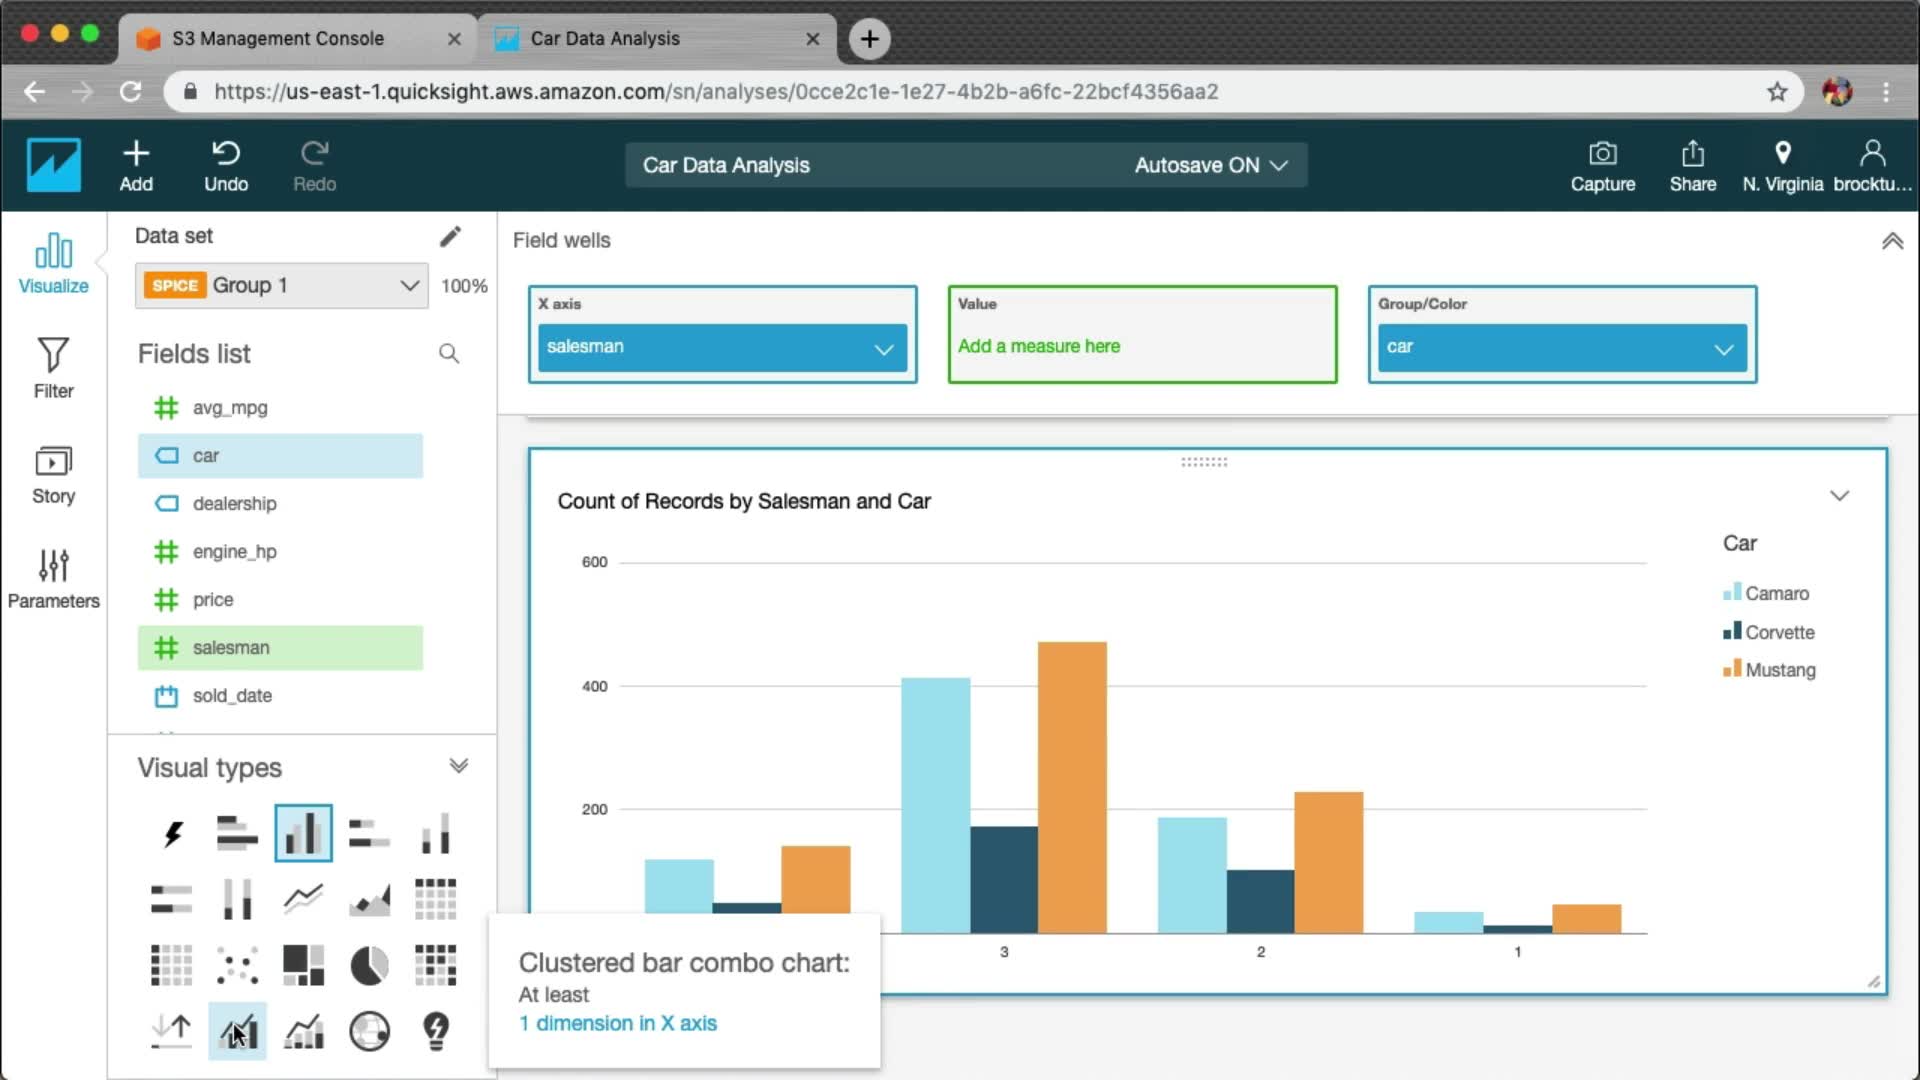 S3 Management Console
Car Data Analysis
https://us-east-1.quicksight.aws.amazon.com/sn/analyses/0cce2c1e-1e27-4b2b-a6fc-22bcf4356aa2
Add
Undo
Redo
Car Data Analysis
Autosave ON
Capture
Share
N. Virginia
brocktu...
Visualize
Filter
Story
Parameters
Data set
SPICE Group 1
100%
Fields list
avg_mpg
car
dealership
engine_hp
price
salesman
sold_date
Visual types
Field wells
X axis
salesman
Value
Add a measure here
Group/Color
car
Count of Records by Salesman and Car
600
400
200
3
2
1
Car
Camaro
Corvette
Mustang
Clustered bar combo chart:
At least
1 dimension in X axis